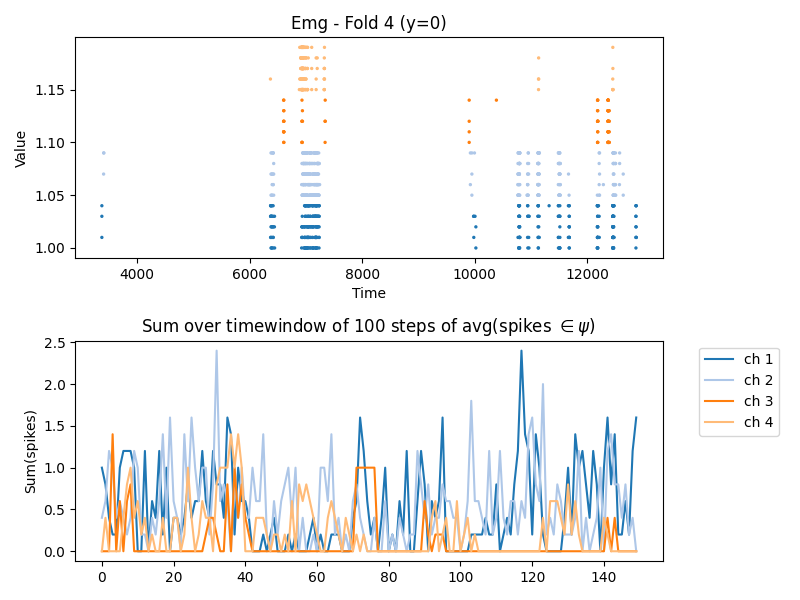 Emg - Fold 4 (y=0)
Value
1.15
1.10
1.05
1.00
4000 6000 8000 10000 12000
Time
Sum over timewindow of 100 steps of avg(spikes ∈ψ)
Sum(spikes)
2.5
2.0
1.5
1.0
0.5
0.0
0 20 40 60 80 100 120 140
ch 1
ch 2
ch 3
ch 4